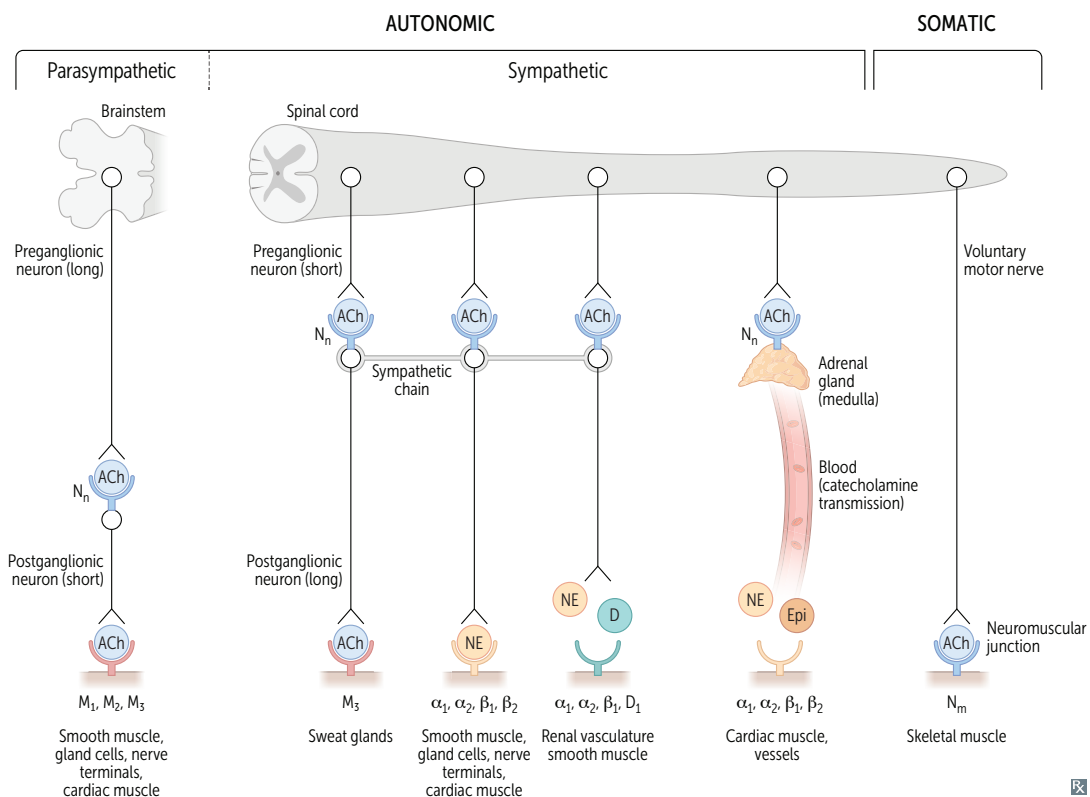 AUTONOMIC
SOMATIC
Parasympathetic
Sympathetic
Brainstem
Spinal cord
Preganglionic
neuron (long)
Preganglionic
neuron (short)
Voluntary
motor nerve
ACh
ACh
ACh
ACh
Nₙ
Nₙ
Sympathetic
chain
Adrenal
gland
(medulla)
ACh
Nₙ
Blood
(catecholamine
transmission)
Postganglionic
neuron (short)
Postganglionic
neuron (long)
NE
D
NE
Epi
ACh
ACh
NE
ACh
Neuromuscular
junction
M₁, M₂, M₃
M₃
α₁, α₂, β₁, β₂
α₁, α₂, β₁, D₁
α₁, α₂, β₁, β₂
Nₘ
Smooth muscle,
gland cells, nerve
terminals,
cardiac muscle
Sweat glands
Smooth muscle,
gland cells, nerve
terminals,
cardiac muscle
Renal vasculature
smooth muscle
Cardiac muscle,
vessels
Skeletal muscle
Rx